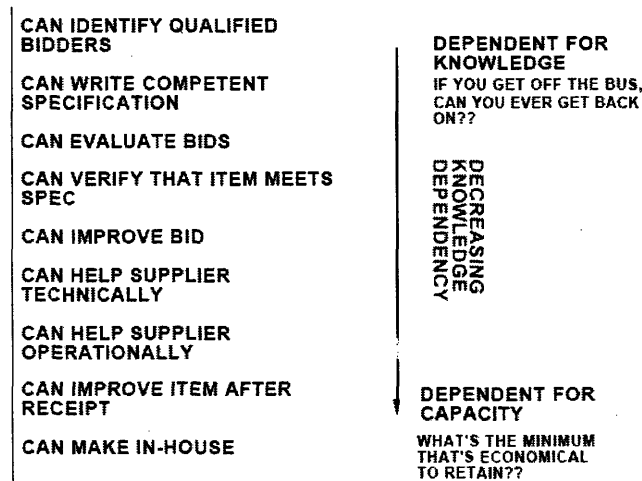 CAN IDENTIFY QUALIFIED
BIDDERS
CAN WRITE COMPETENT
SPECIFICATION
CAN EVALUATE BIDS
CAN VERIFY THAT ITEM MEETS
SPEC
CAN IMPROVE BID
CAN HELP SUPPLIER
TECHNICALLY
CAN HELP SUPPLIER
OPERATIONALLY
CAN IMPROVE ITEM AFTER
RECEIPT
CAN MAKE IN-HOUSE
DEPENDENT FOR
KNOWLEDGE
IF YOU GET OFF THE BUS,
CAN YOU EVER GET BACK
ON??
DECREASING
KNOWLEDGE
DEPENDENCY
DEPENDENT FOR
CAPACITY
WHAT'S THE MINIMUM
THAT'S ECONOMICAL
TO RETAIN??